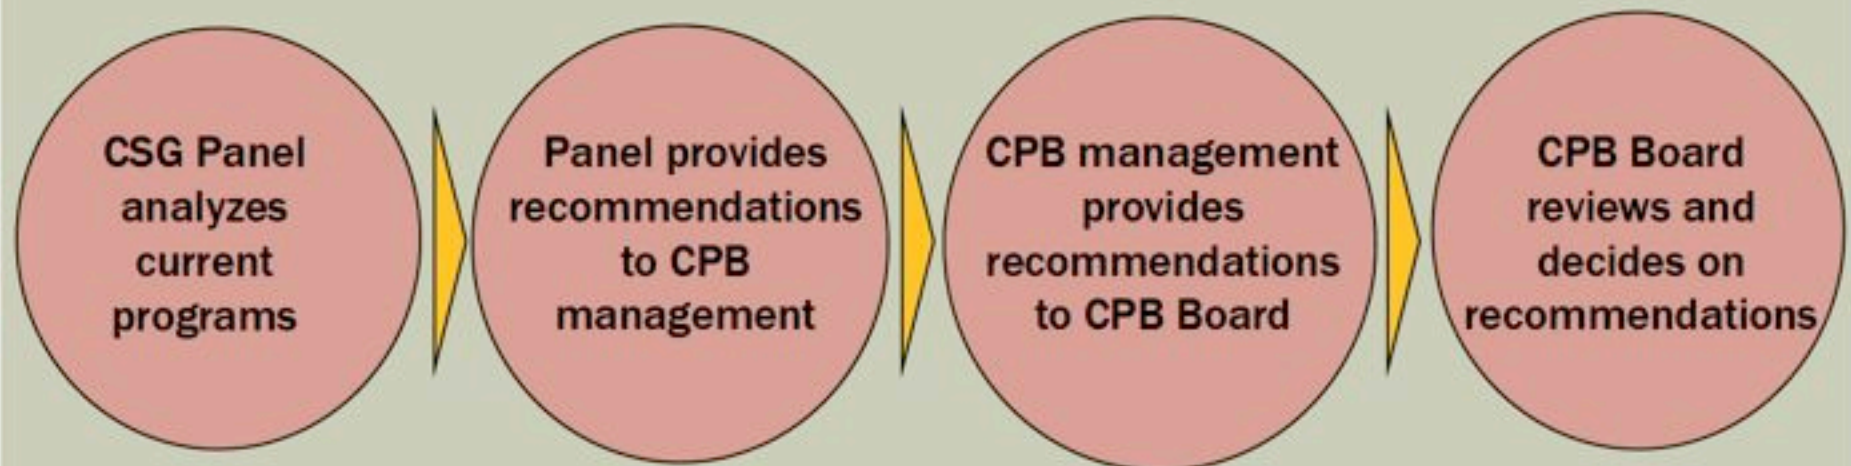 CSG Panel
analyzes
current
programs
Panel provides
recommendations
to CPB
management
CPB management
provides
recommendations
to CPB Board
CPB Board
reviews and
decides on
recommendations